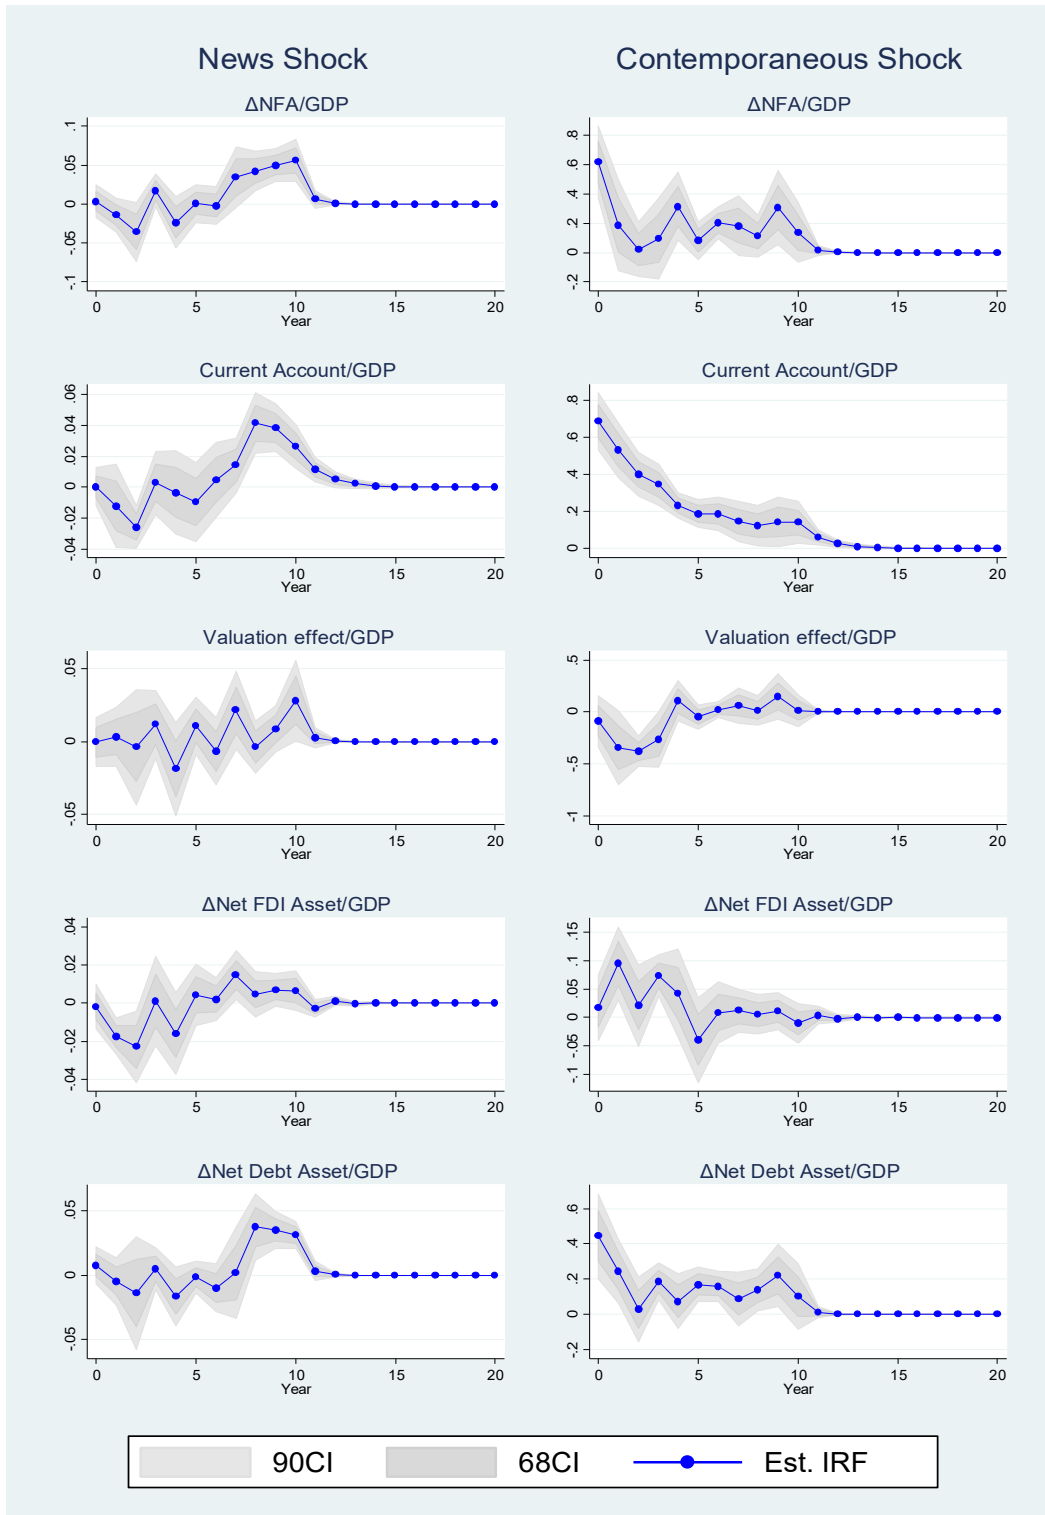 News Shock
Contemporaneous Shock
ΔNFA/GDP
.1
.05
0
-.05
-.1
0 5 10 15 20
Year
ΔNFA/GDP
.8
.6
.4
.2
0
-.2
0 5 10 15 20
Year
Current Account/GDP
.06
.04
.02
0
-.02
-.04
0 5 10 15 20
Year
Current Account/GDP
.8
.6
.4
.2
0
0 5 10 15 20
Year
Valuation effect/GDP
.05
0
-.05
0 5 10 15 20
Year
Valuation effect/GDP
.5
0
-.5
-1
0 5 10 15 20
Year
ΔNet FDI Asset/GDP
.04
.02
0
-.02
-.04
0 5 10 15 20
Year
ΔNet FDI Asset/GDP
.15
.1
.05
0
-.05
-.1
0 5 10 15 20
Year
ΔNet Debt Asset/GDP
.05
0
-.05
0 5 10 15 20
Year
ΔNet Debt Asset/GDP
.6
.4
.2
0
-.2
0 5 10 15 20
Year
90CI 68CI Est. IRF